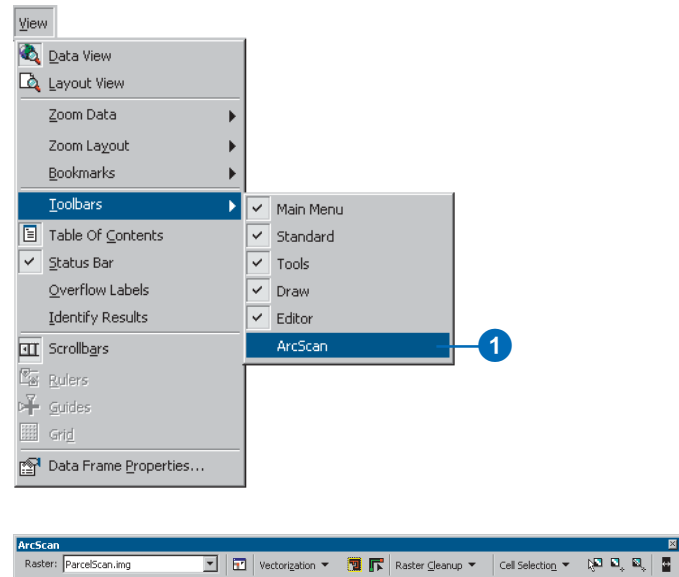 View
Data View
Layout View
Zoom Data
Zoom Layout
Bookmarks
Toolbars
Main Menu
Table Of Contents
Standard
Status Bar
Tools
Overflow Labels
Draw
Identify Results
Editor
Scrollbars
ArcScan
1
Rulers
Guides
Grid
Data Frame Properties...
ArcScan
Raster: ParcelScan.img Vectorization Raster Cleanup Cell Selection